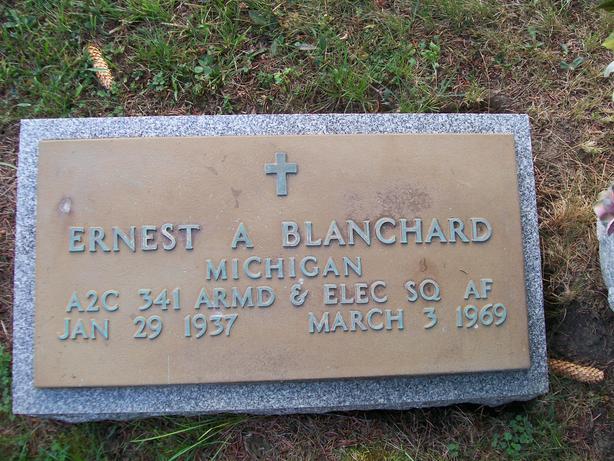 ERNEST A BLANCHARD
MICHIGAN
A2C 341 ARMD & ELEC SQ AF
JAN 29 1937 MARCH 3 1969